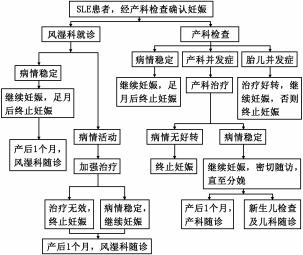 SLE患者，经产科检查确认妊娠
风湿科就诊
产科检查
病情稳定
产科并发症
胎儿并发症
病情稳定
继续妊娠，足月后终止妊娠
产科治疗
治疗好转，继
续妊娠，否则
终止妊娠
继续妊娠，足月
后终止妊娠
病情活动
病情无好转
病情稳定
产后1个月，
风湿科随诊
加强治疗
终止妊娠
继续妊娠，密切随访，
直至分娩
治疗无效，
终止妊娠
病情稳定，
继续妊娠
产后1个月，
产科随诊
新生儿检查
及儿科随诊
产后1个月，风湿科随诊